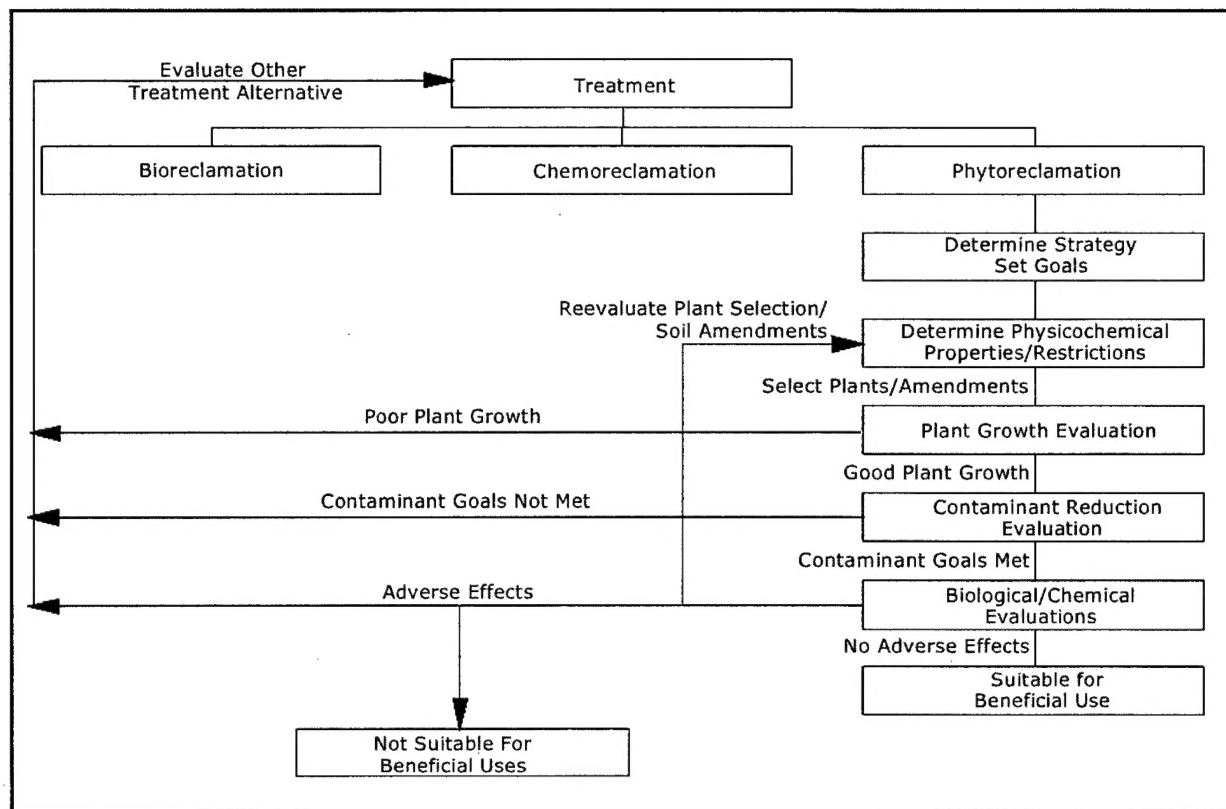 Evaluate Other
Treatment Alternative
Treatment
Bioreclamation
Chemoreclamation
Phytoreclamation
Determine Strategy
Set Goals
Reevaluate Plant Selection/
Soil Amendments
Determine Physicochemical
Properties/Restrictions
Select Plants/Amendments
Poor Plant Growth
Plant Growth Evaluation
Good Plant Growth
Contaminant Goals Not Met
Contaminant Reduction
Evaluation
Contaminant Goals Met
Adverse Effects
Biological/Chemical
Evaluations
No Adverse Effects
Suitable for
Beneficial Use
Not Suitable For
Beneficial Uses